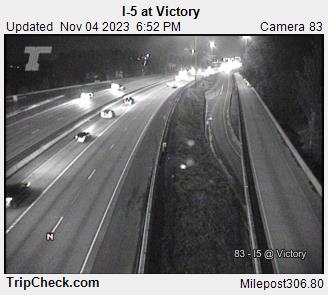 I-5 at Victory
Updated Nov 04 2023 6:52 PM Camera 83
T
N
83 - I5 @ Victory
TripCheck.com Milepost306.80